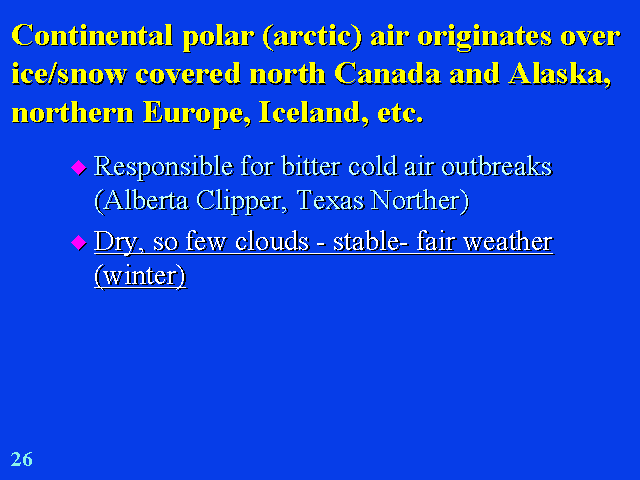 Continental polar (arctic) air originates over
ice/snow covered north Canada and Alaska,
northern Europe, Iceland, etc.
Responsible for bitter cold air outbreaks
(Alberta Clipper, Texas Norther)
Dry, so few clouds - stable- fair weather
(winter)
26